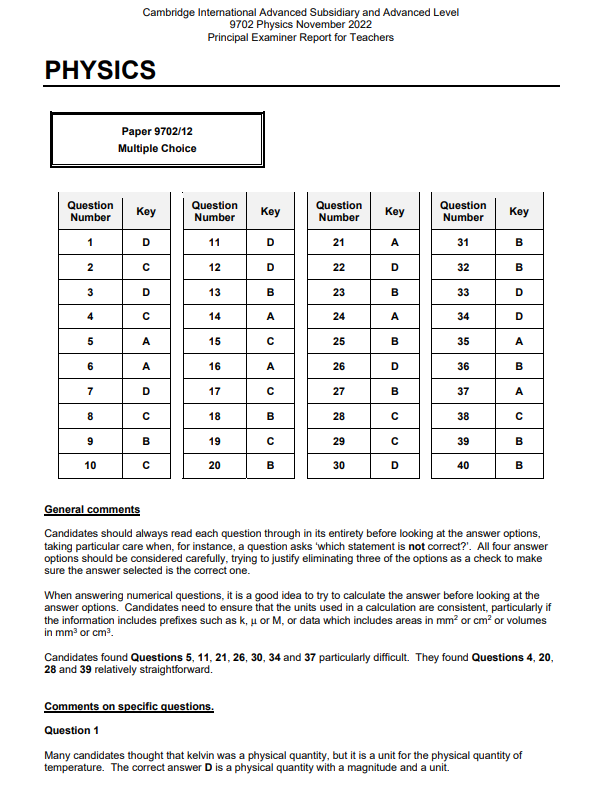 Cambridge International Advanced Subsidiary and Advanced Level
9702 Physics November 2022
Principal Examiner Report for Teachers
PHYSICS
Paper 9702/12
Multiple Choice
Question Number Key Question Number Key Question Number Key Question Number Key
1 D 11 D 21 A 31 B
2 C 12 D 22 D 32 B
3 D 13 B 23 B 33 D
4 C 14 A 24 A 34 D
5 A 15 C 25 B 35 A
6 A 16 A 26 D 36 B
7 D 17 C 27 B 37 A
8 C 18 B 28 C 38 C
9 B 19 C 29 C 39 B
10 C 20 B 30 D 40 B
General comments
Candidates should always read each question through in its entirety before looking at the answer options,
taking particular care when, for instance, a question asks ‘which statement is not correct?’. All four answer
options should be considered carefully, trying to justify eliminating three of the options as a check to make
sure the answer selected is the correct one.
When answering numerical questions, it is a good idea to try to calculate the answer before looking at the
answer options. Candidates need to ensure that the units used in a calculation are consistent, particularly if
the information includes prefixes such as k, μ or M, or data which includes areas in mm² or cm² or volumes
in mm³ or cm³.
Candidates found Questions 5, 11, 21, 26, 30, 34 and 37 particularly difficult. They found Questions 4, 20,
28 and 39 relatively straightforward.
Comments on specific questions.
Question 1
Many candidates thought that kelvin was a physical quantity, but it is a unit for the physical quantity of
temperature. The correct answer D is a physical quantity with a magnitude and a unit.